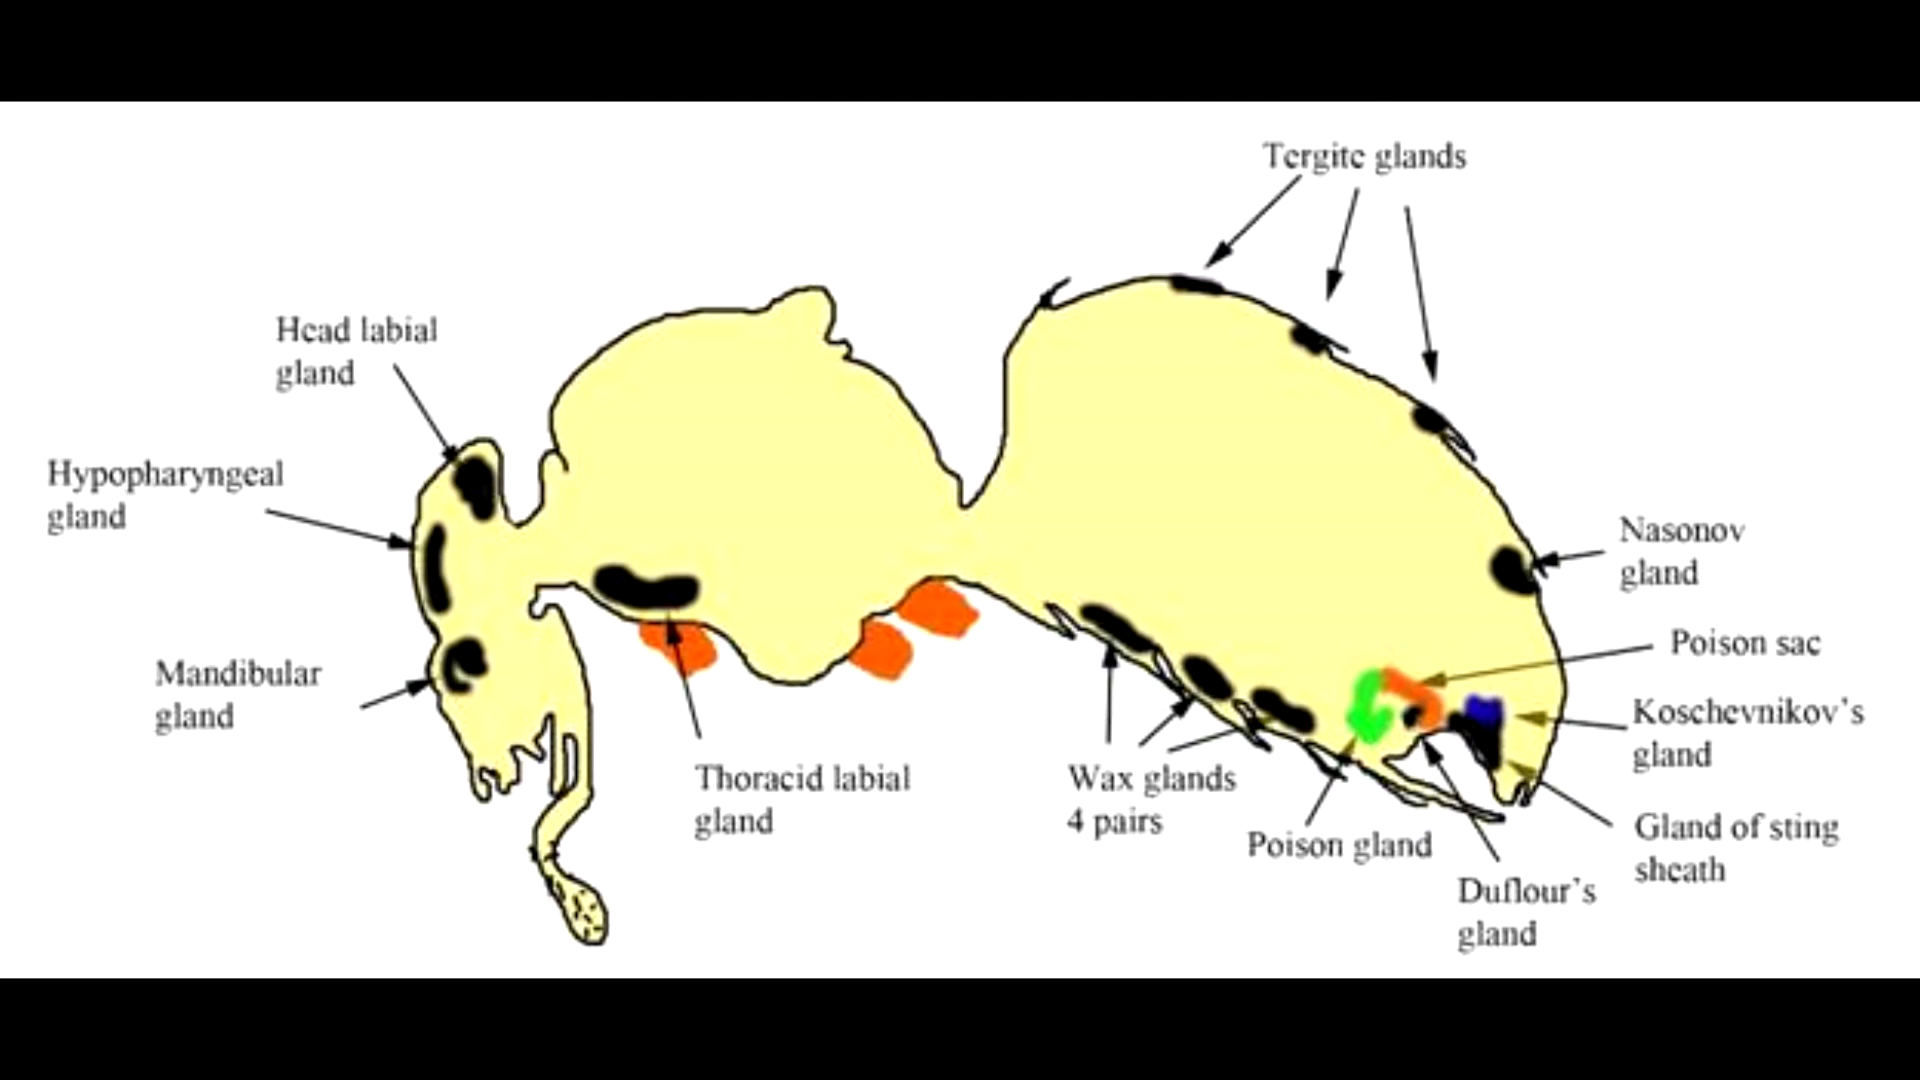 Tergite glands
Head labial
gland
Hypopharyngeal
gland
Mandibular
gland
Thoracid labial
gland
Wax glands
4 pairs
Poison gland
Duflour's
gland
Nasonov
gland
Poison sac
Koschevnikov's
gland
Gland of sting
sheath